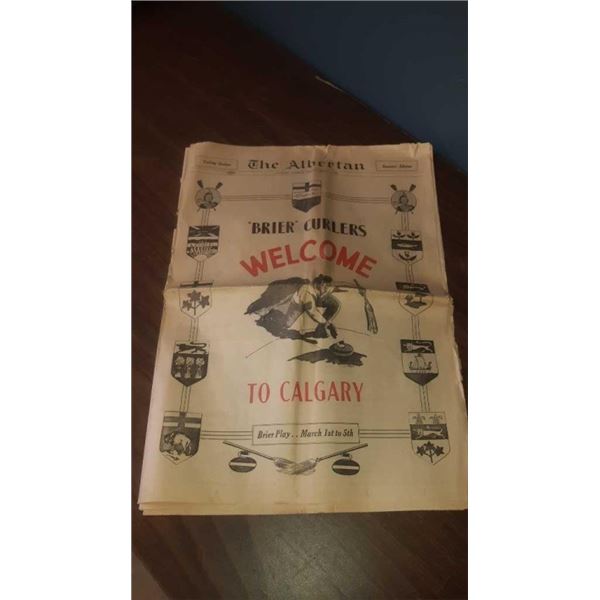 The Albertan
'BRIER' CURLERS
WELCOME
TO CALGARY
Brier Play . . March 1st to 5th